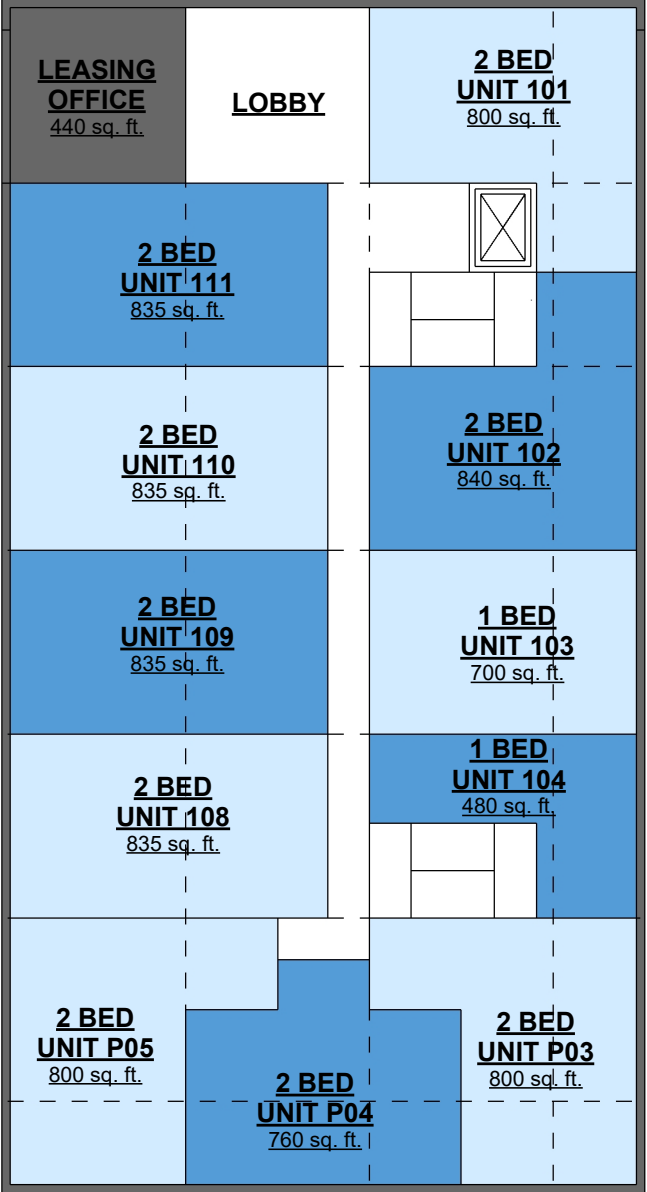 LEASING
OFFICE
440 sq. ft.
LOBBY
2 BED
UNIT 101
800 sq. ft.
2 BED
UNIT 111
835 sq. ft.
2 BED
UNIT 110
835 sq. ft.
2 BED
UNIT 102
840 sq. ft.
2 BED
UNIT 109
835 sq. ft.
1 BED
UNIT 103
700 sq. ft.
2 BED
UNIT 108
835 sq. ft.
1 BED
UNIT 104
480 sq. ft.
2 BED
UNIT P05
800 sq. ft.
2 BED
UNIT P04
760 sq. ft.
2 BED
UNIT P03
800 sq. ft.